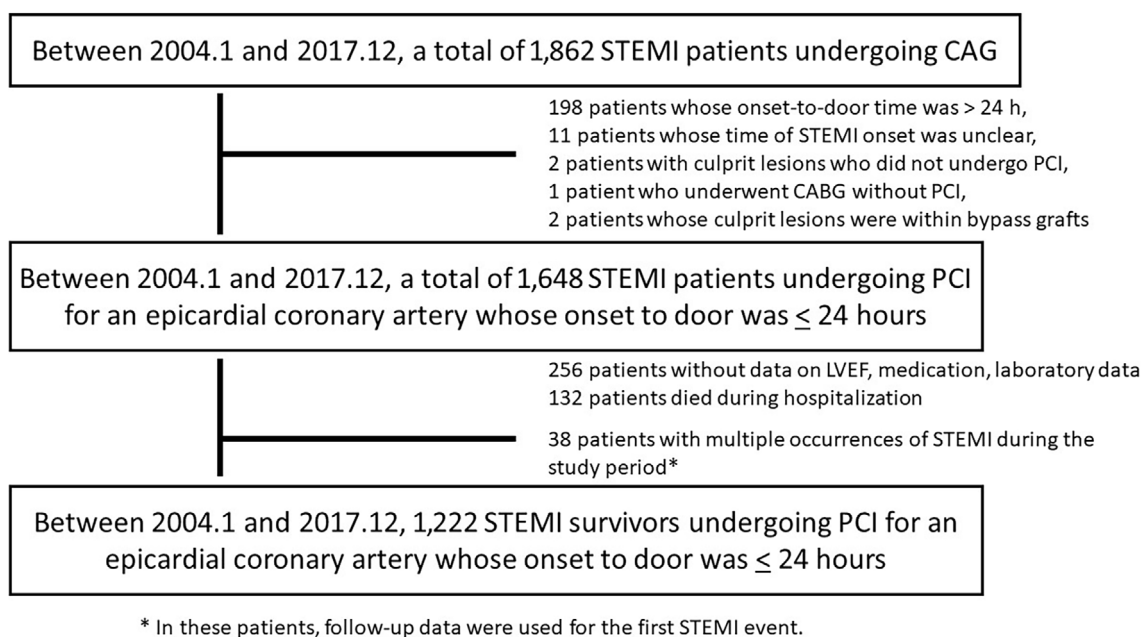 Between 2004.1 and 2017.12, a total of 1,862 STEMI patients undergoing CAG
198 patients whose onset-to-door time was > 24 h,
11 patients whose time of STEMI onset was unclear,
2 patients with culprit lesions who did not undergo PCI,
1 patient who underwent CABG without PCI,
2 patients whose culprit lesions were within bypass grafts
Between 2004.1 and 2017.12, a total of 1,648 STEMI patients undergoing PCI
for an epicardial coronary artery whose onset to door was ≤ 24 hours
256 patients without data on LVEF, medication, laboratory data
132 patients died during hospitalization
38 patients with multiple occurrences of STEMI during the
study period*
Between 2004.1 and 2017.12, 1,222 STEMI survivors undergoing PCI for an
epicardial coronary artery whose onset to door was ≤ 24 hours
* In these patients, follow-up data were used for the first STEMI event.